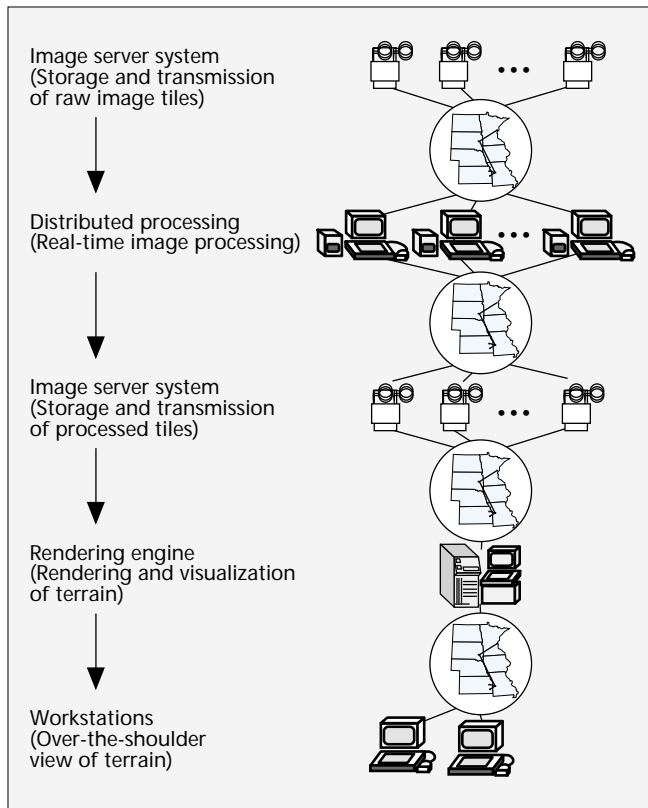 Image server system
(Storage and transmission
of raw image tiles)
Distributed processing
(Real-time image processing)
Image server system
(Storage and transmission
of processed tiles)
Rendering engine
(Rendering and visualization
of terrain)
Workstations
(Over-the-shoulder
view of terrain)